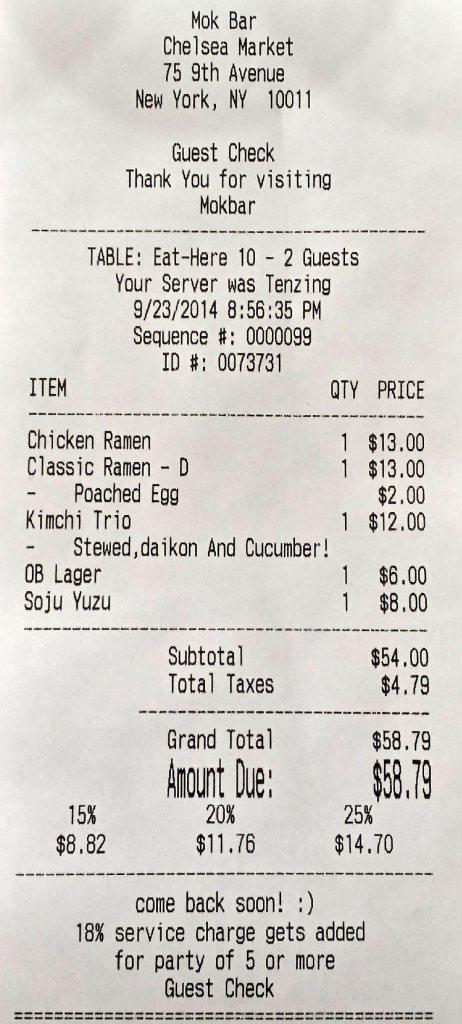 Mok Bar
Chelsea Market
75 9th Avenue
New York, NY 10011
Guest Check
Thank You for visiting
Mokbar
TABLE: Eat-Here 10 - 2 Guests
Your Server was Tenzing
9/23/2014 8:56:35 PM
Sequence #: 0000099
ID #: 0073731
ITEM QTY PRICE
Chicken Ramen 1 $13.00
Classic Ramen - D 1 $13.00
- Poached Egg $2.00
Kimchi Trio 1 $12.00
- Stewed,daikon And Cucumber!
OB Lager 1 $6.00
Soju Yuzu 1 $8.00
Subtotal $54.00
Total Taxes $4.79
Grand Total $58.79
Amount Due: $58.79
15% 20% 25%
$8.82 $11.76 $14.70
come back soon! :)
18% service charge gets added
for party of 5 or more
Guest Check